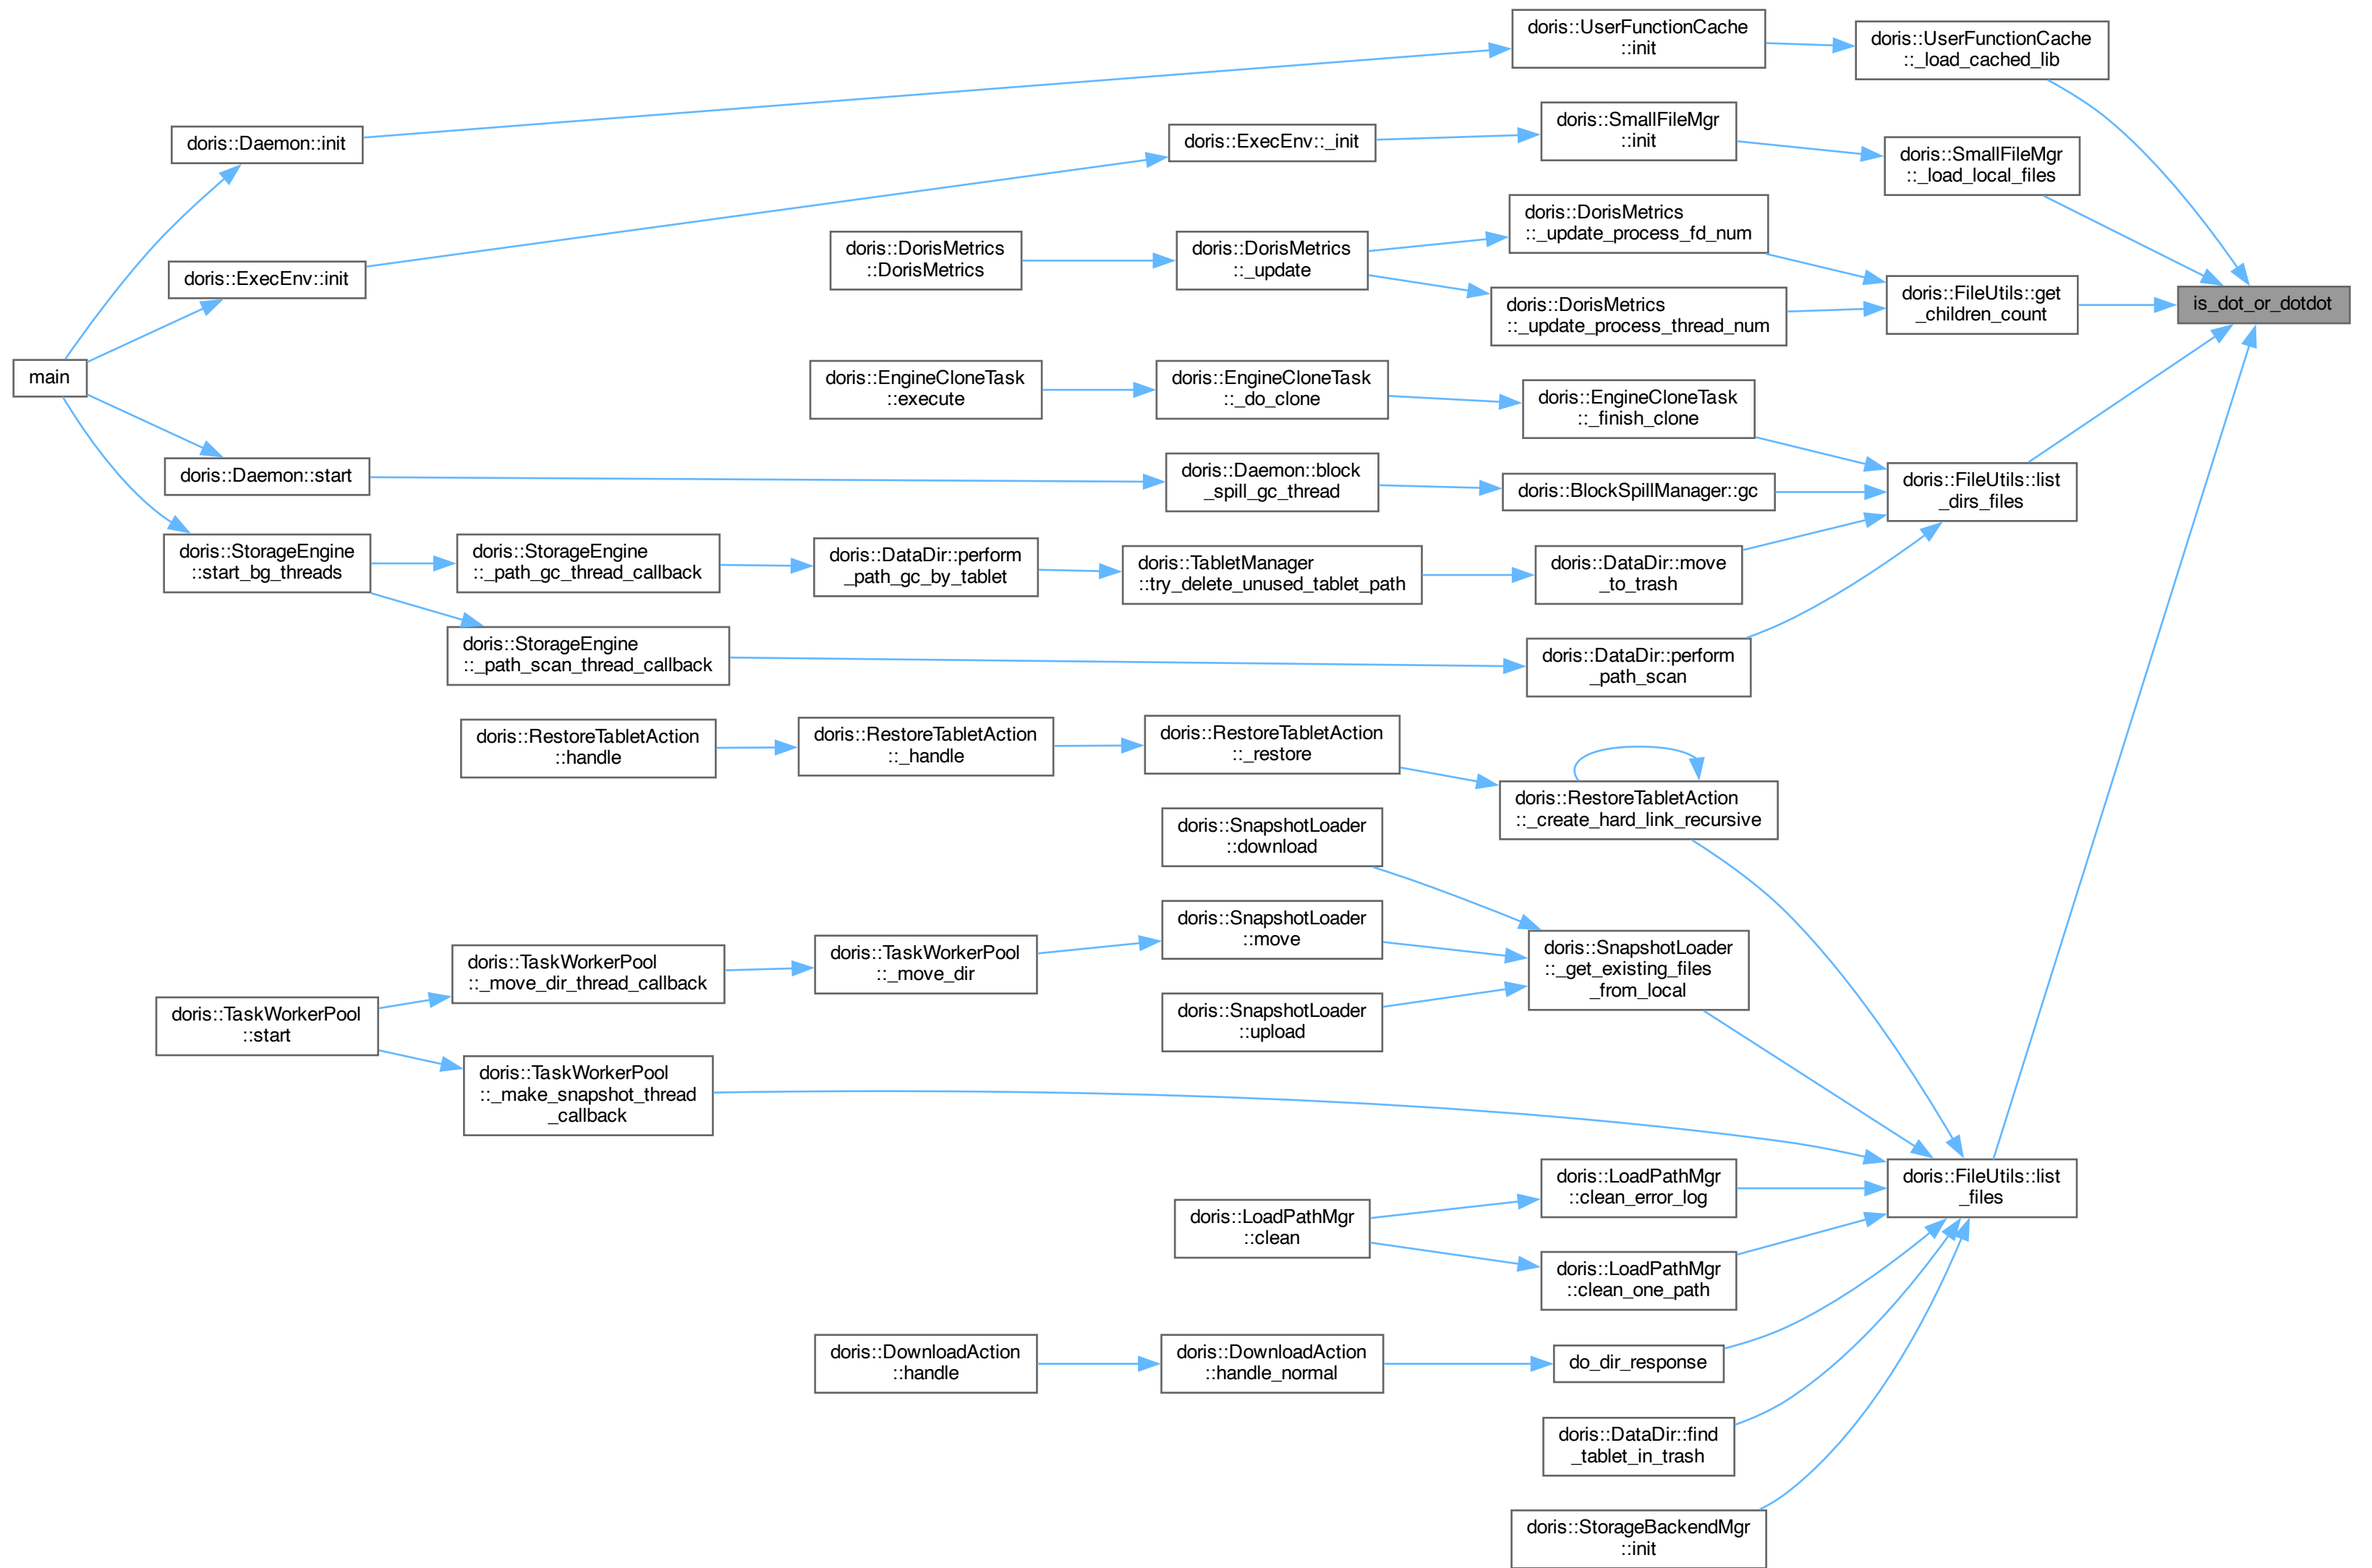 doris::UserFunctionCache
::init
doris::UserFunctionCache
::_load_cached_lib
doris::Daemon::init
doris::ExecEnv::_init
doris::SmallFileMgr
::init
doris::SmallFileMgr
::_load_local_files
doris::ExecEnv::init
doris::DorisMetrics
::DorisMetrics
doris::DorisMetrics
::_update
doris::DorisMetrics
::_update_process_fd_num
doris::DorisMetrics
::_update_process_thread_num
doris::FileUtils::get
_children_count
is_dot_or_dotdot
main
doris::EngineCloneTask
::execute
doris::EngineCloneTask
::_do_clone
doris::EngineCloneTask
::_finish_clone
doris::Daemon::start
doris::Daemon::block
_spill_gc_thread
doris::BlockSpillManager::gc
doris::FileUtils::list
_dirs_files
doris::StorageEngine
::start_bg_threads
doris::StorageEngine
::_path_gc_thread_callback
doris::DataDir::perform
_path_gc_by_tablet
doris::TabletManager
::try_delete_unused_tablet_path
doris::DataDir::move
_to_trash
doris::StorageEngine
::_path_scan_thread_callback
doris::DataDir::perform
_path_scan
doris::RestoreTabletAction
::handle
doris::RestoreTabletAction
::_handle
doris::RestoreTabletAction
::_restore
doris::RestoreTabletAction
::_create_hard_link_recursive
doris::SnapshotLoader
::download
doris::SnapshotLoader
::move
doris::SnapshotLoader
::upload
doris::SnapshotLoader
::_get_existing_files
_from_local
doris::TaskWorkerPool
::_move_dir
doris::TaskWorkerPool
::_move_dir_thread_callback
doris::TaskWorkerPool
::start
doris::TaskWorkerPool
::_make_snapshot_thread
_callback
doris::FileUtils::list
_files
doris::LoadPathMgr
::clean_error_log
doris::LoadPathMgr
::clean
doris::LoadPathMgr
::clean_one_path
doris::DownloadAction
::handle
doris::DownloadAction
::handle_normal
do_dir_response
doris::DataDir::find
_tablet_in_trash
doris::StorageBackendMgr
::init